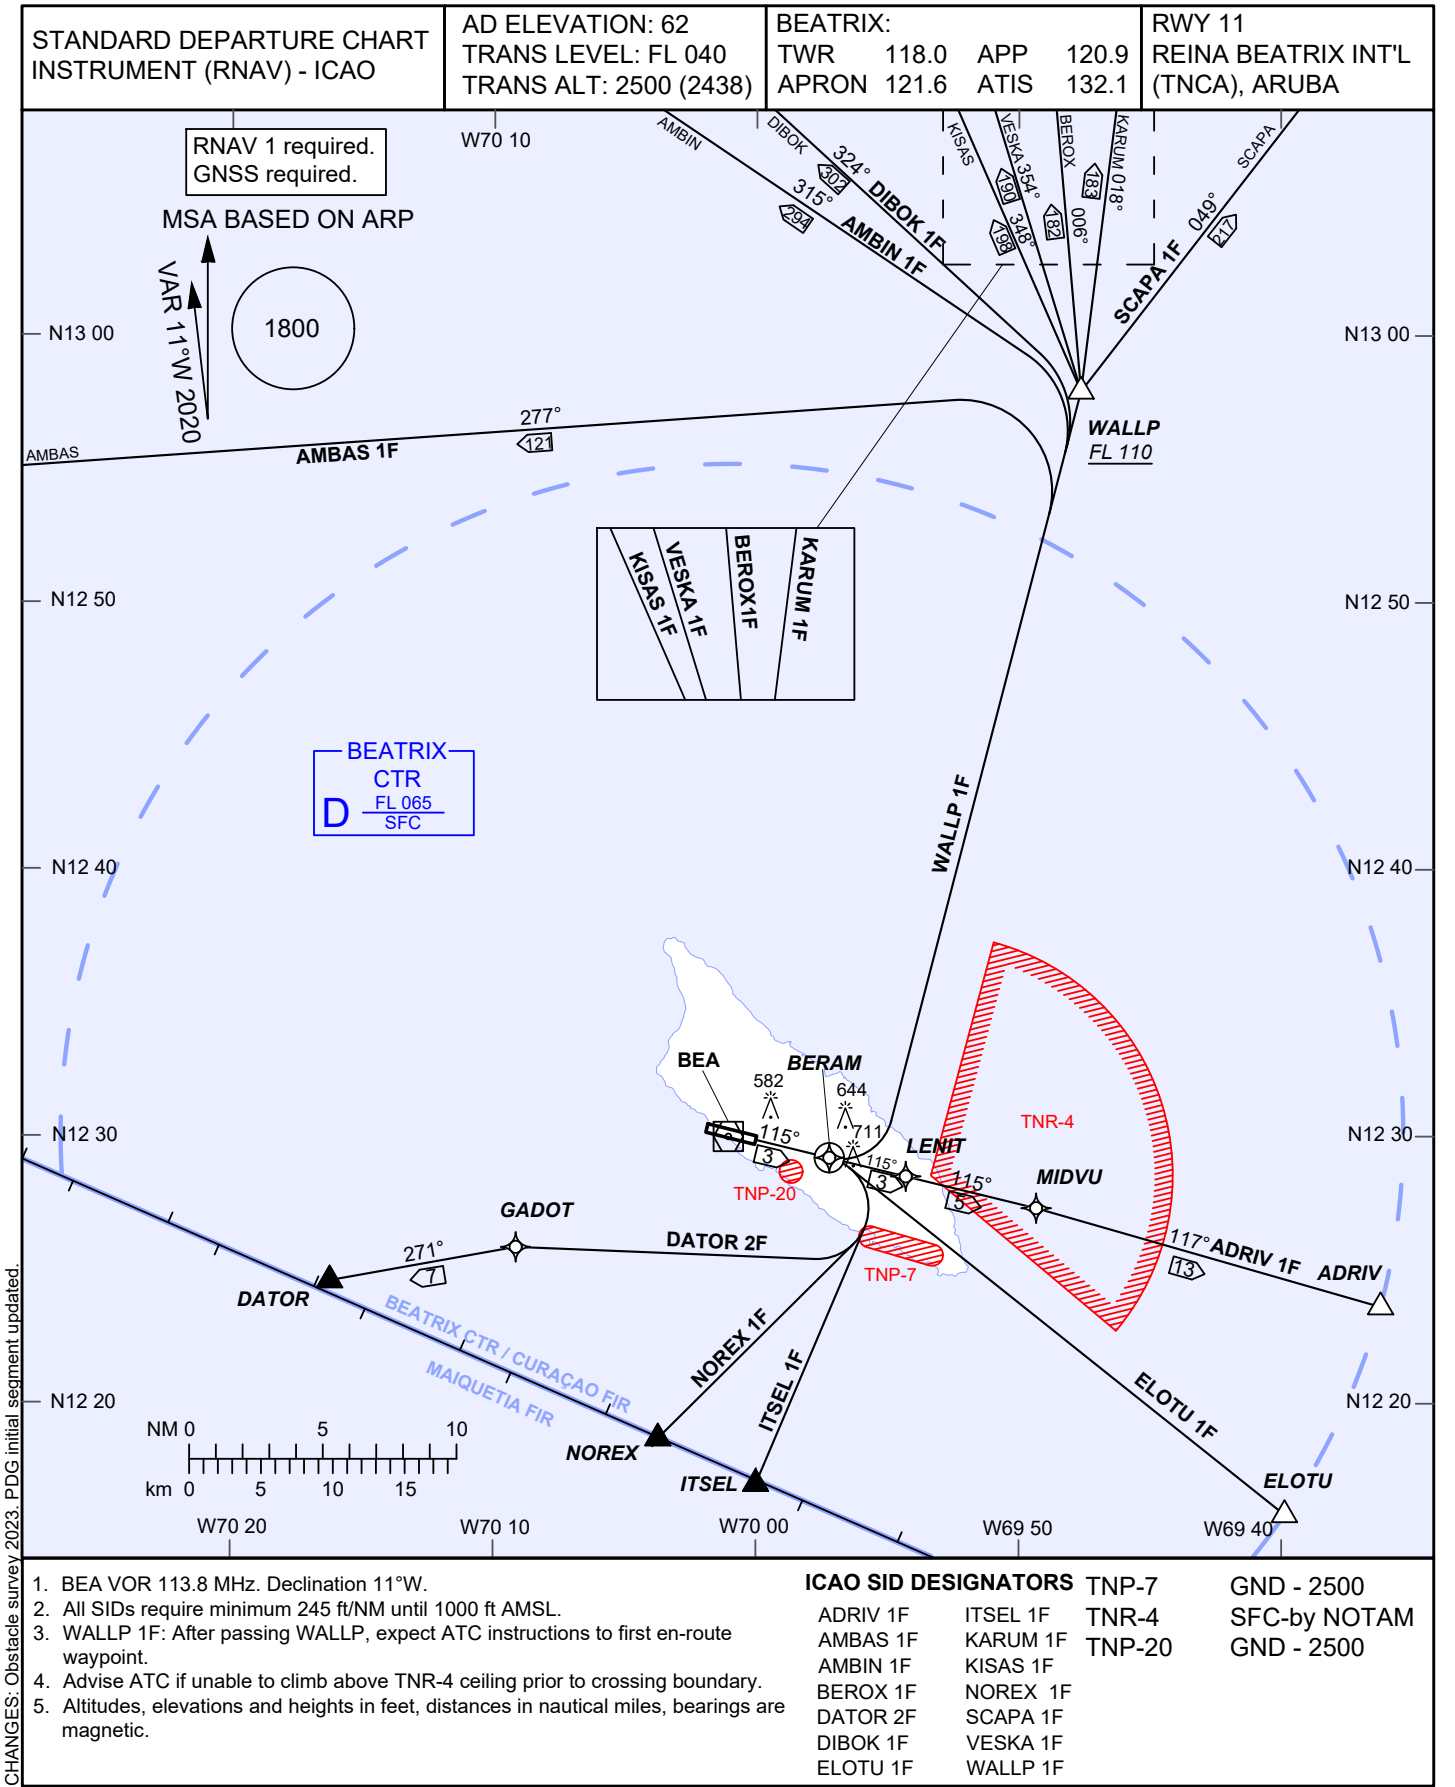 STANDARD DEPARTURE CHART
INSTRUMENT (RNAV) - ICAO
AD ELEVATION: 62
TRANS LEVEL: FL 040
TRANS ALT: 2500 (2438)
BEATRIX:
TWR 118.0 APP 120.9
APRON 121.6 ATIS 132.1
RWY 11
REINA BEATRIX INT'L
(TNCA), ARUBA
RNAV 1 required.
GNSS required.
MSA BASED ON ARP
VAR 11°W 2020
1800
W70 10
AMBIN
DIBOK
KISAS
VESKA 354°
BEROX
KARUM 018°
SCAPA
324°
302
DIBOK 1F
315°
294
AMBIN 1F
190
348°
198
182
006°
183
049°
217
SCAPA 1F
N13 00
N13 00
WALLP
FL 110
277°
121
AMBAS
AMBAS 1F
KISAS 1F
VESKA 1F
BEROX1F
KARUM 1F
N12 50
N12 50
BEATRIX
CTR
D
FL 065
SFC
WALLP 1F
N12 40
N12 40
BEA
BERAM
582
644
711
TNR-4
N12 30
N12 30
115°
3
115°
3
LENIT
115°
5
MIDVU
TNP-20
GADOT
DATOR 2F
271°
7
DATOR
TNP-7
117°
13
ADRIV 1F
ADRIV
BEATRIX CTR / CURAÇAO FIR
MAIQUETIA FIR
NOREX 1F
ITSEL 1F
ELOTU 1F
N12 20
N12 20
NM 0 5 10
km 0 5 10 15
NOREX
ITSEL
ELOTU
W70 20
W70 10
W70 00
W69 50
W69 40
CHANGES: Obstacle survey 2023. PDG initial segment updated.
1. BEA VOR 113.8 MHz. Declination 11°W.
2. All SIDs require minimum 245 ft/NM until 1000 ft AMSL.
3. WALLP 1F: After passing WALLP, expect ATC instructions to first en-route
waypoint.
4. Advise ATC if unable to climb above TNR-4 ceiling prior to crossing boundary.
5. Altitudes, elevations and heights in feet, distances in nautical miles, bearings are
magnetic.
ICAO SID DESIGNATORS
ADRIV 1F ITSEL 1F
AMBAS 1F KARUM 1F
AMBIN 1F KISAS 1F
BEROX 1F NOREX 1F
DATOR 2F SCAPA 1F
DIBOK 1F VESKA 1F
ELOTU 1F WALLP 1F
TNP-7 GND - 2500
TNR-4 SFC-by NOTAM
TNP-20 GND - 2500